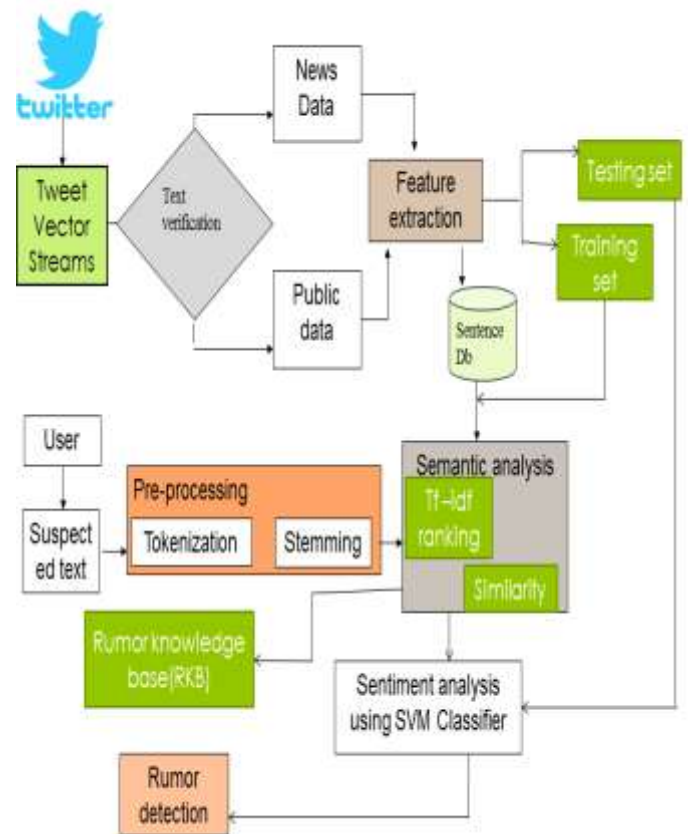 twitter
Tweet
Vector
Streams
Text
verification
News
Data
Public
data
Feature
extraction
Testing set
Training
set
Sentence
Db
User
Suspect
ed text
Pre-processing
Tokenization
Stemming
Semantic analysis
Tf–Idf
ranking
Similarity
Rumor knowledge
base(RKB)
Sentiment analysis
using SVM Classifier
Rumor
detection